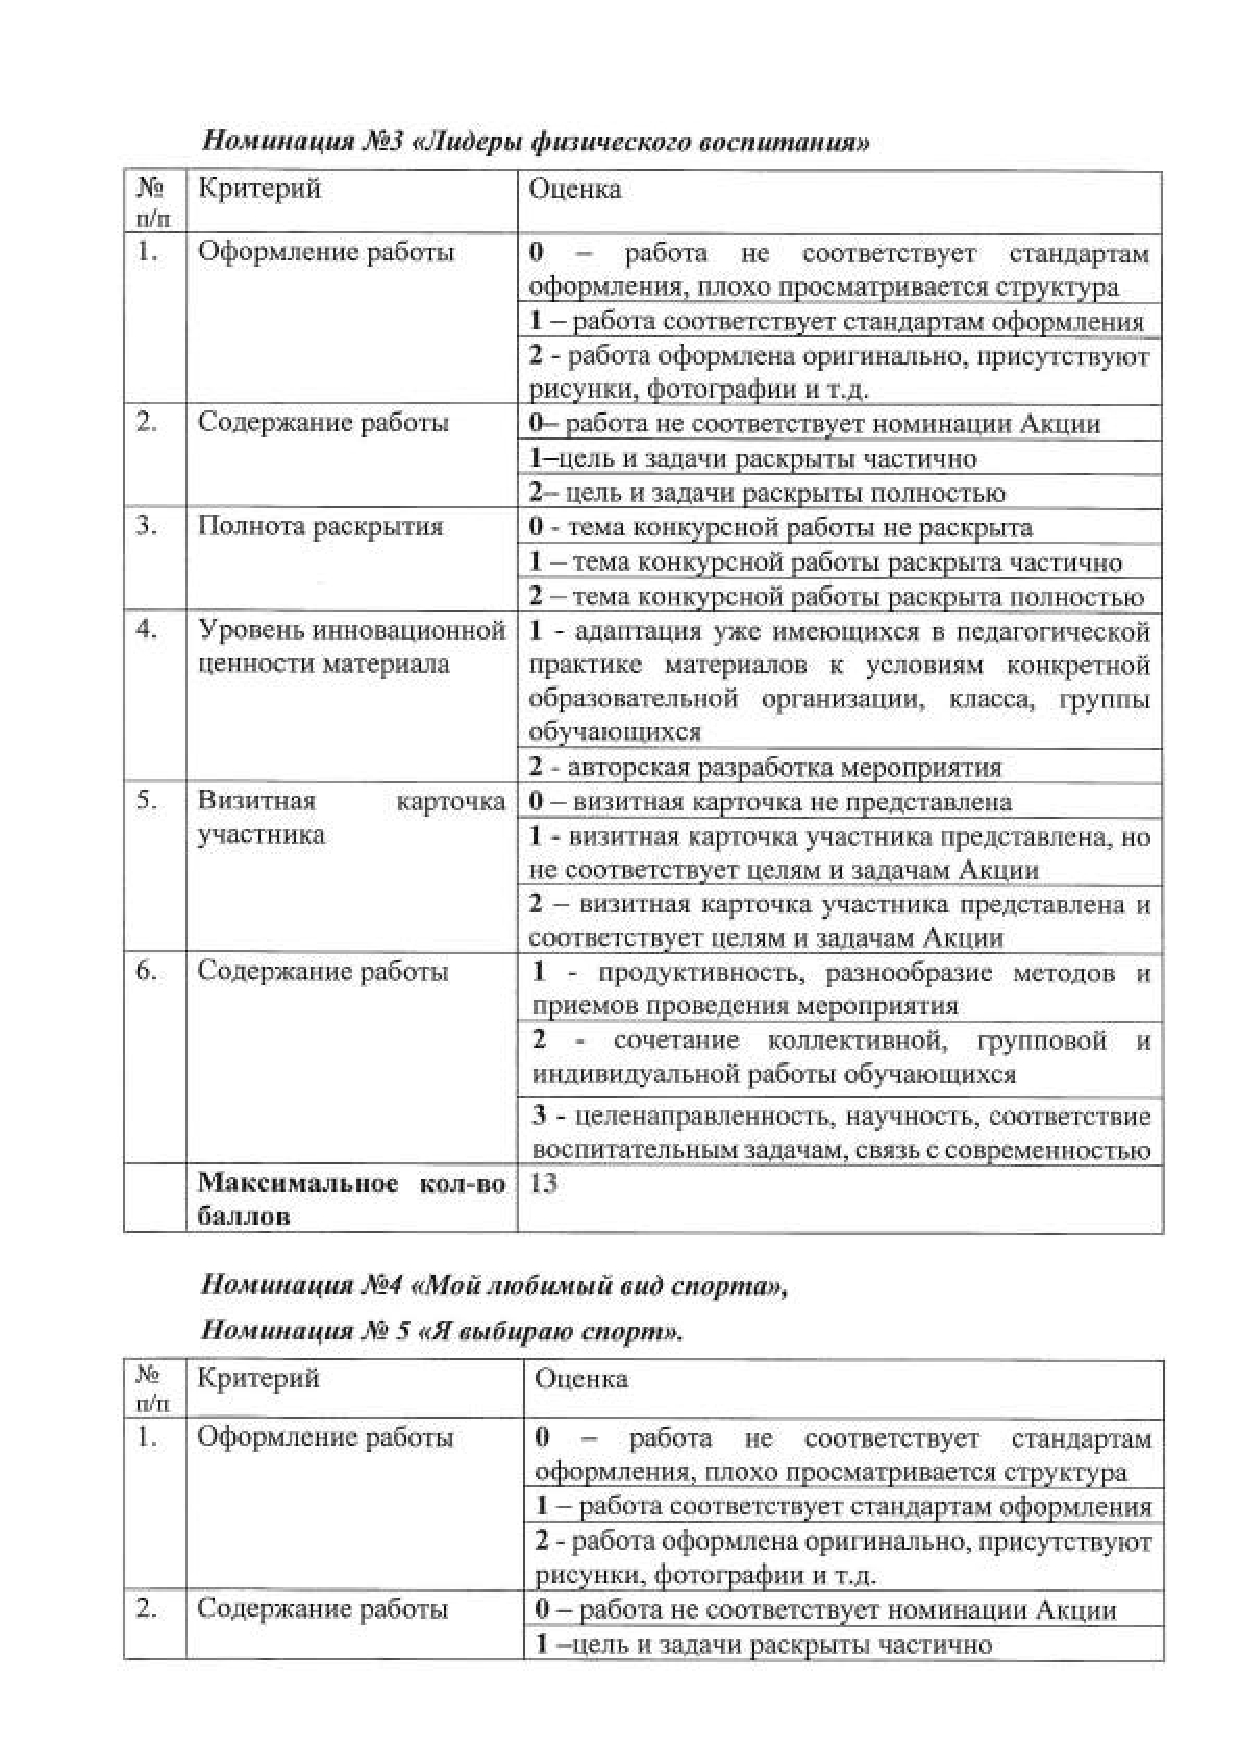 Номинация №3 «Лидеры физического воспитания»
№ Критерий Оценка
п/п
1. Оформление работы 0 – работа не соответствует стандартам
оформления, плохо просматривается структура
1 – работа соответствует стандартам оформления
2 - работа оформлена оригинально, присутствуют
рисунки, фотографии и т.д.
2. Содержание работы 0– работа не соответствует номинации Акции
1–цель и задачи раскрыты частично
2– цель и задачи раскрыты полностью
3. Полнота раскрытия 0 - тема конкурсной работы не раскрыта
1 – тема конкурсной работы раскрыта частично
2 – тема конкурсной работы раскрыта полностью
4. Уровень инновационной 1 - адаптация уже имеющихся в педагогической
ценности материала практике материалов к условиям конкретной
образовательной организации, класса, группы
обучающихся
2 - авторская разработка мероприятия
5. Визитная карточка 0 – визитная карточка не представлена
участника 1 - визитная карточка участника представлена, но
не соответствует целям и задачам Акции
2 – визитная карточка участника представлена и
соответствует целям и задачам Акции
6. Содержание работы 1 - продуктивность, разнообразие методов и
приемов проведения мероприятия
2 - сочетание коллективной, групповой и
индивидуальной работы обучающихся
3 - целенаправленность, научность, соответствие
воспитательным задачам, связь с современностью
Максимальное кол-во 13
баллов
Номинация №4 «Мой любимый вид спорта»,
Номинация № 5 «Я выбираю спорт».
№ Критерий Оценка
п/п
1. Оформление работы 0 – работа не соответствует стандартам
оформления, плохо просматривается структура
1 – работа соответствует стандартам оформления
2 - работа оформлена оригинально, присутствуют
рисунки, фотографии и т.д.
2. Содержание работы 0 – работа не соответствует номинации Акции
1 –цель и задачи раскрыты частично